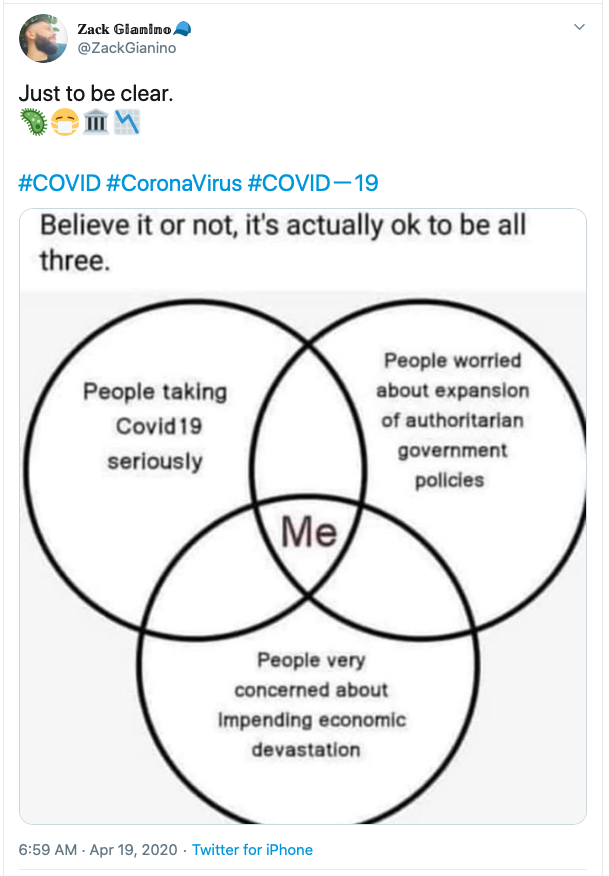 Zack Gianino
@ZackGianino
Just to be clear.
#COVID #CoronaVirus #COVID—19
Believe it or not, it's actually ok to be all
three.
People taking
Covid19
seriously
People worried
about expansion
of authoritarian
government
policies
Me
People very
concerned about
impending economic
devastation
6:59 AM · Apr 19, 2020 · Twitter for iPhone